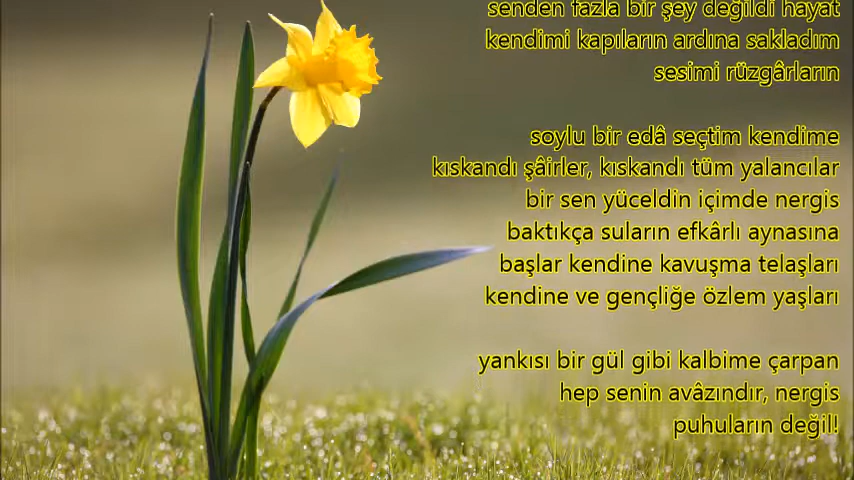 senden fazla bir şey değildi hayat
kendimi kapıların ardına sakladım
sesimi rüzgârların
soylu bir edâ seçtim kendime
kıskandı şâirler, kıskandı tüm yalancılar
bir sen yüceldin içimde nergis
baktıkça suların efkârlı aynasına
başlar kendine kavuşma telaşları
kendine ve gençliğe özlem yaşları
yankısı bir gül gibi kalbime çarpan
hep senin avâzındır, nergis
puhuların değil!